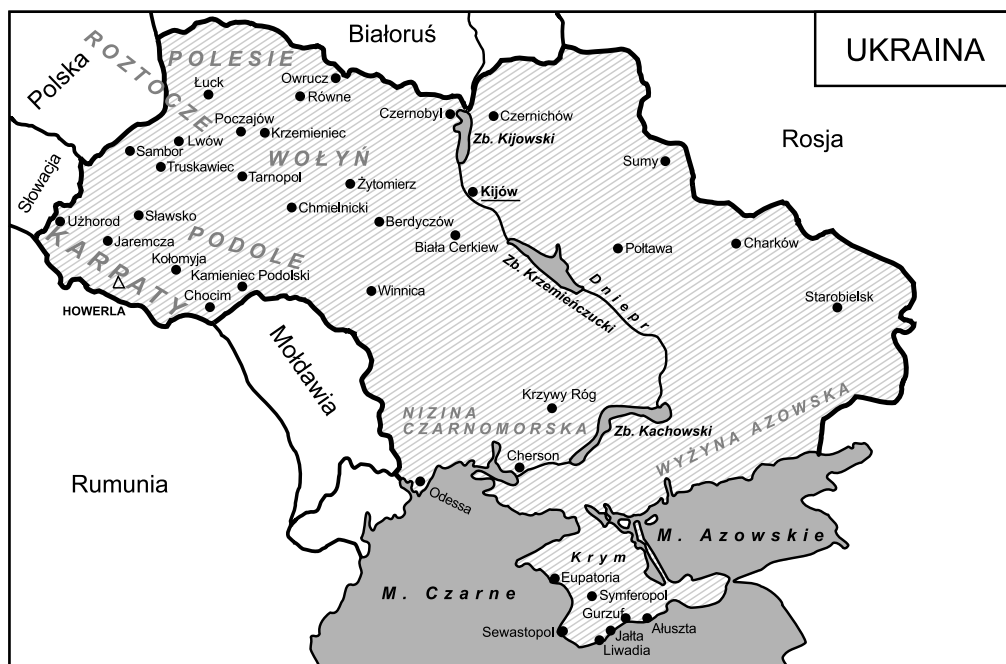 Białoruś
UKRAINA
Polska
ROZTOCZE
POLESIE
Owrucz
Łuck
Równe
Czernobyl
Czernichów
Rosja
Poczajów
Krzemieniec
Zb. Kijowski
Lwów
Sambor
WOŁYŃ
Sumy
Słowacja
Truskawiec
Tarnopol
Żytomierz
Kijów
Chmielnicki
Użhorod
Sławsko
Berdyczów
Biała Cerkiew
Jaremcza
PODOLE
Połtawa
Charków
KARPATY
Kołomyja
Kamieniec Podolski
Zb. Krzemieńczucki
Dniepr
Winnica
Chocim
Starobielsk
HOWERLA
Mołdawia
Krzywy Róg
NIZINA
CZARNOMORSKA
Zb. Kachowski
WYŻYNA AZOWSKA
Cherson
Rumunia
Odessa
M. Azowskie
Krym
Eupatoria
M. Czarne
Symferopol
Gurzuf
Sewastopol
Jałta
Ałuszta
Liwadia